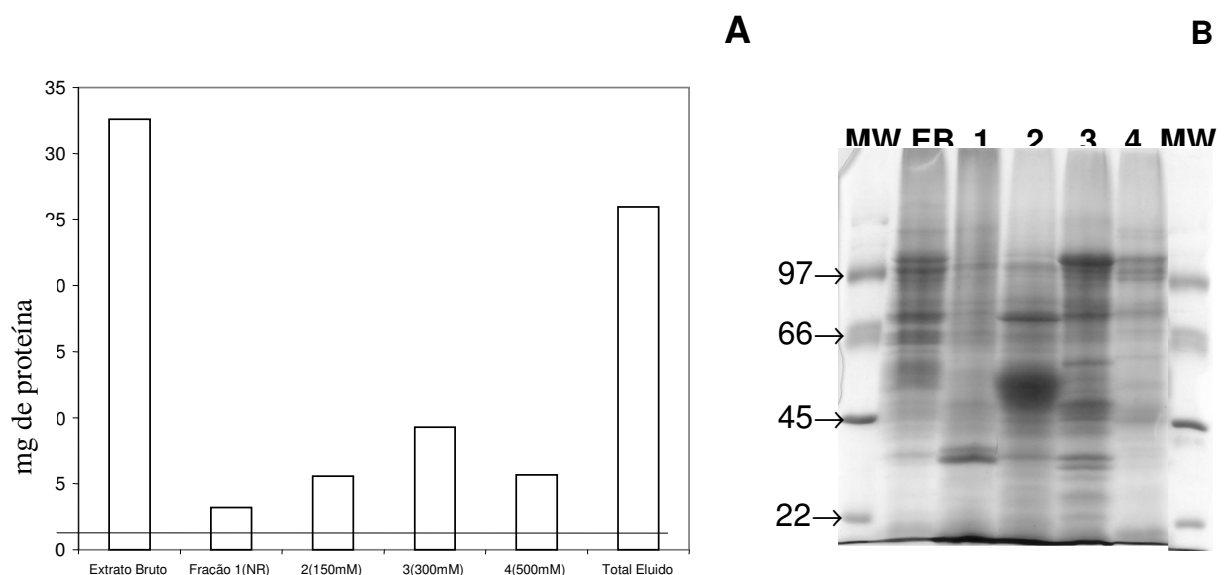 A
B
35
30
25
0
5
0
5
0
mg de proteína
Extrato Bruto Fração 1(NR) 2(150mM) 3(300mM) 4(500mM) Total Eluido
MW EB 1 2 3 4 MW
97
66
45
22